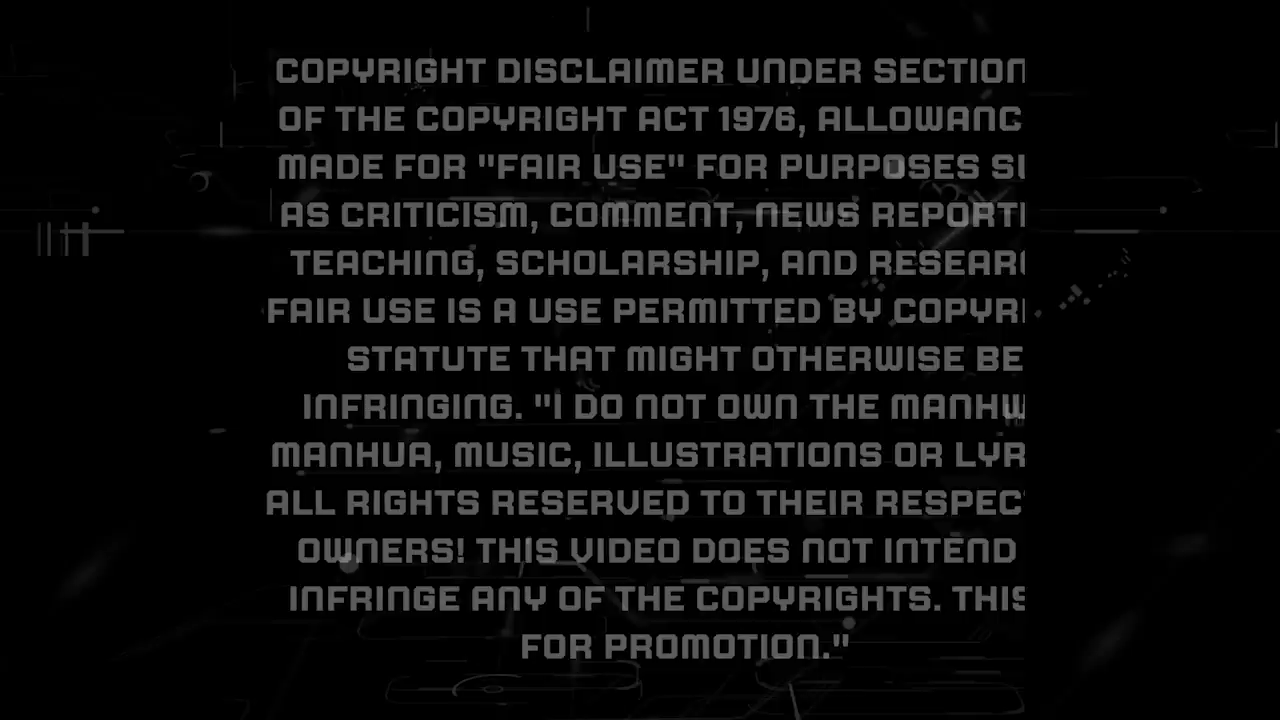 COPYRIGHT DISCLAIMER UNDER SECTION
OF THE COPYRIGHT ACT 1976, ALLOWANC
MADE FOR "FAIR USE" FOR PURPOSES SU
AS CRITICISM, COMMENT, NEWS REPORTI
TEACHING, SCHOLARSHIP, AND RESEARC
FAIR USE IS A USE PERMITTED BY COPYRI
STATUTE THAT MIGHT OTHERWISE BE
INFRINGING. "I DO NOT OWN THE MANHW
MANHUA, MUSIC, ILLUSTRATIONS OR LYR
ALL RIGHTS RESERVED TO THEIR RESPEC
OWNERS! THIS VIDEO DOES NOT INTEND
INFRINGE ANY OF THE COPYRIGHTS. THIS
FOR PROMOTION."